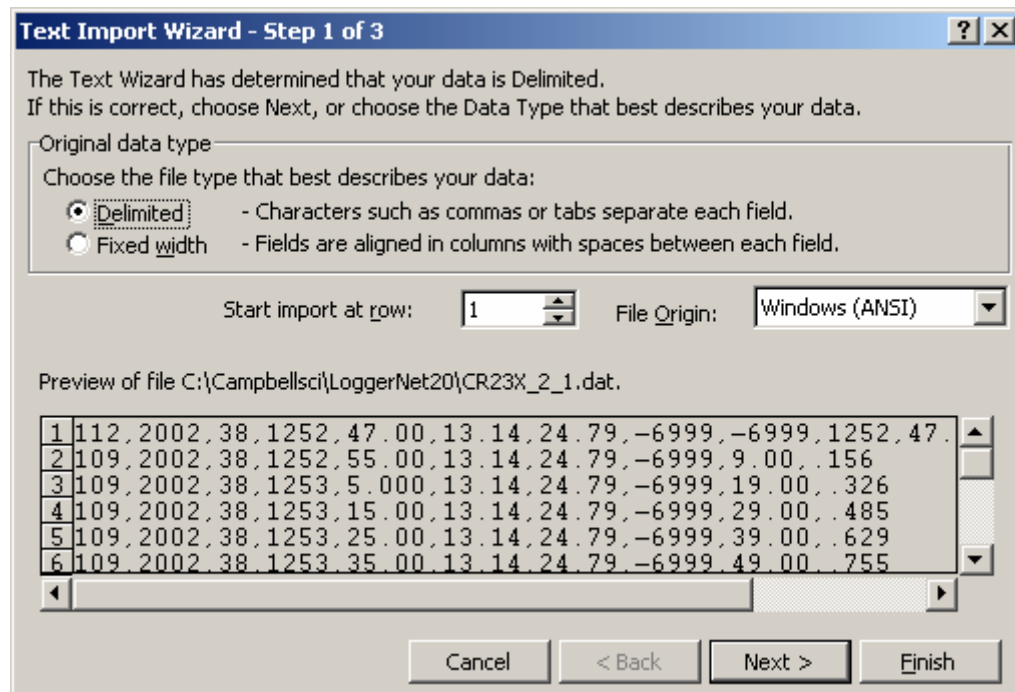 Text Import Wizard - Step 1 of 3
The Text Wizard has determined that your data is Delimited.
If this is correct, choose Next, or choose the Data Type that best describes your data.
Original data type
Choose the file type that best describes your data:
Delimited - Characters such as commas or tabs separate each field.
Fixed width - Fields are aligned in columns with spaces between each field.
Start import at row: 1 File Origin: Windows (ANSI)
Preview of file C:\Campbellsci\LoggerNet20\CR23X_2_1.dat.
1 112,2002,38,1252,47.00,13.14,24.79,-6999,-6999,1252,47.
2 109,2002,38,1252,55.00,13.14,24.79,-6999,9.00,.156
3 109,2002,38,1253,5.000,13.14,24.79,-6999,19.00,.326
4 109,2002,38,1253,15.00,13.14,24.79,-6999,29.00,.485
5 109,2002,38,1253,25.00,13.14,24.79,-6999,39.00,.629
6 109,2002,38,1253,35.00,13.14,24.79,-6999,49.00,.755
Cancel < Back Next > Finish